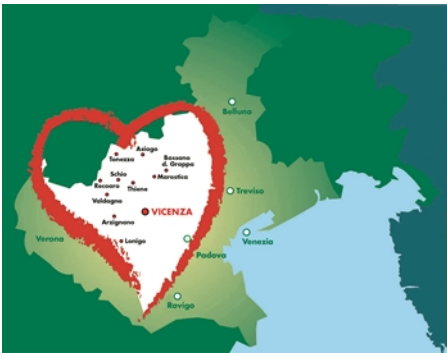 Belluno
Asiago
Tonezza
Bassano
d. Grappa
Schio
Marostica
Recoaro
Thiene
Treviso
Valdagno
VICENZA
Arzignano
Verona
Lonigo
Venezia
Padova
Rovigo